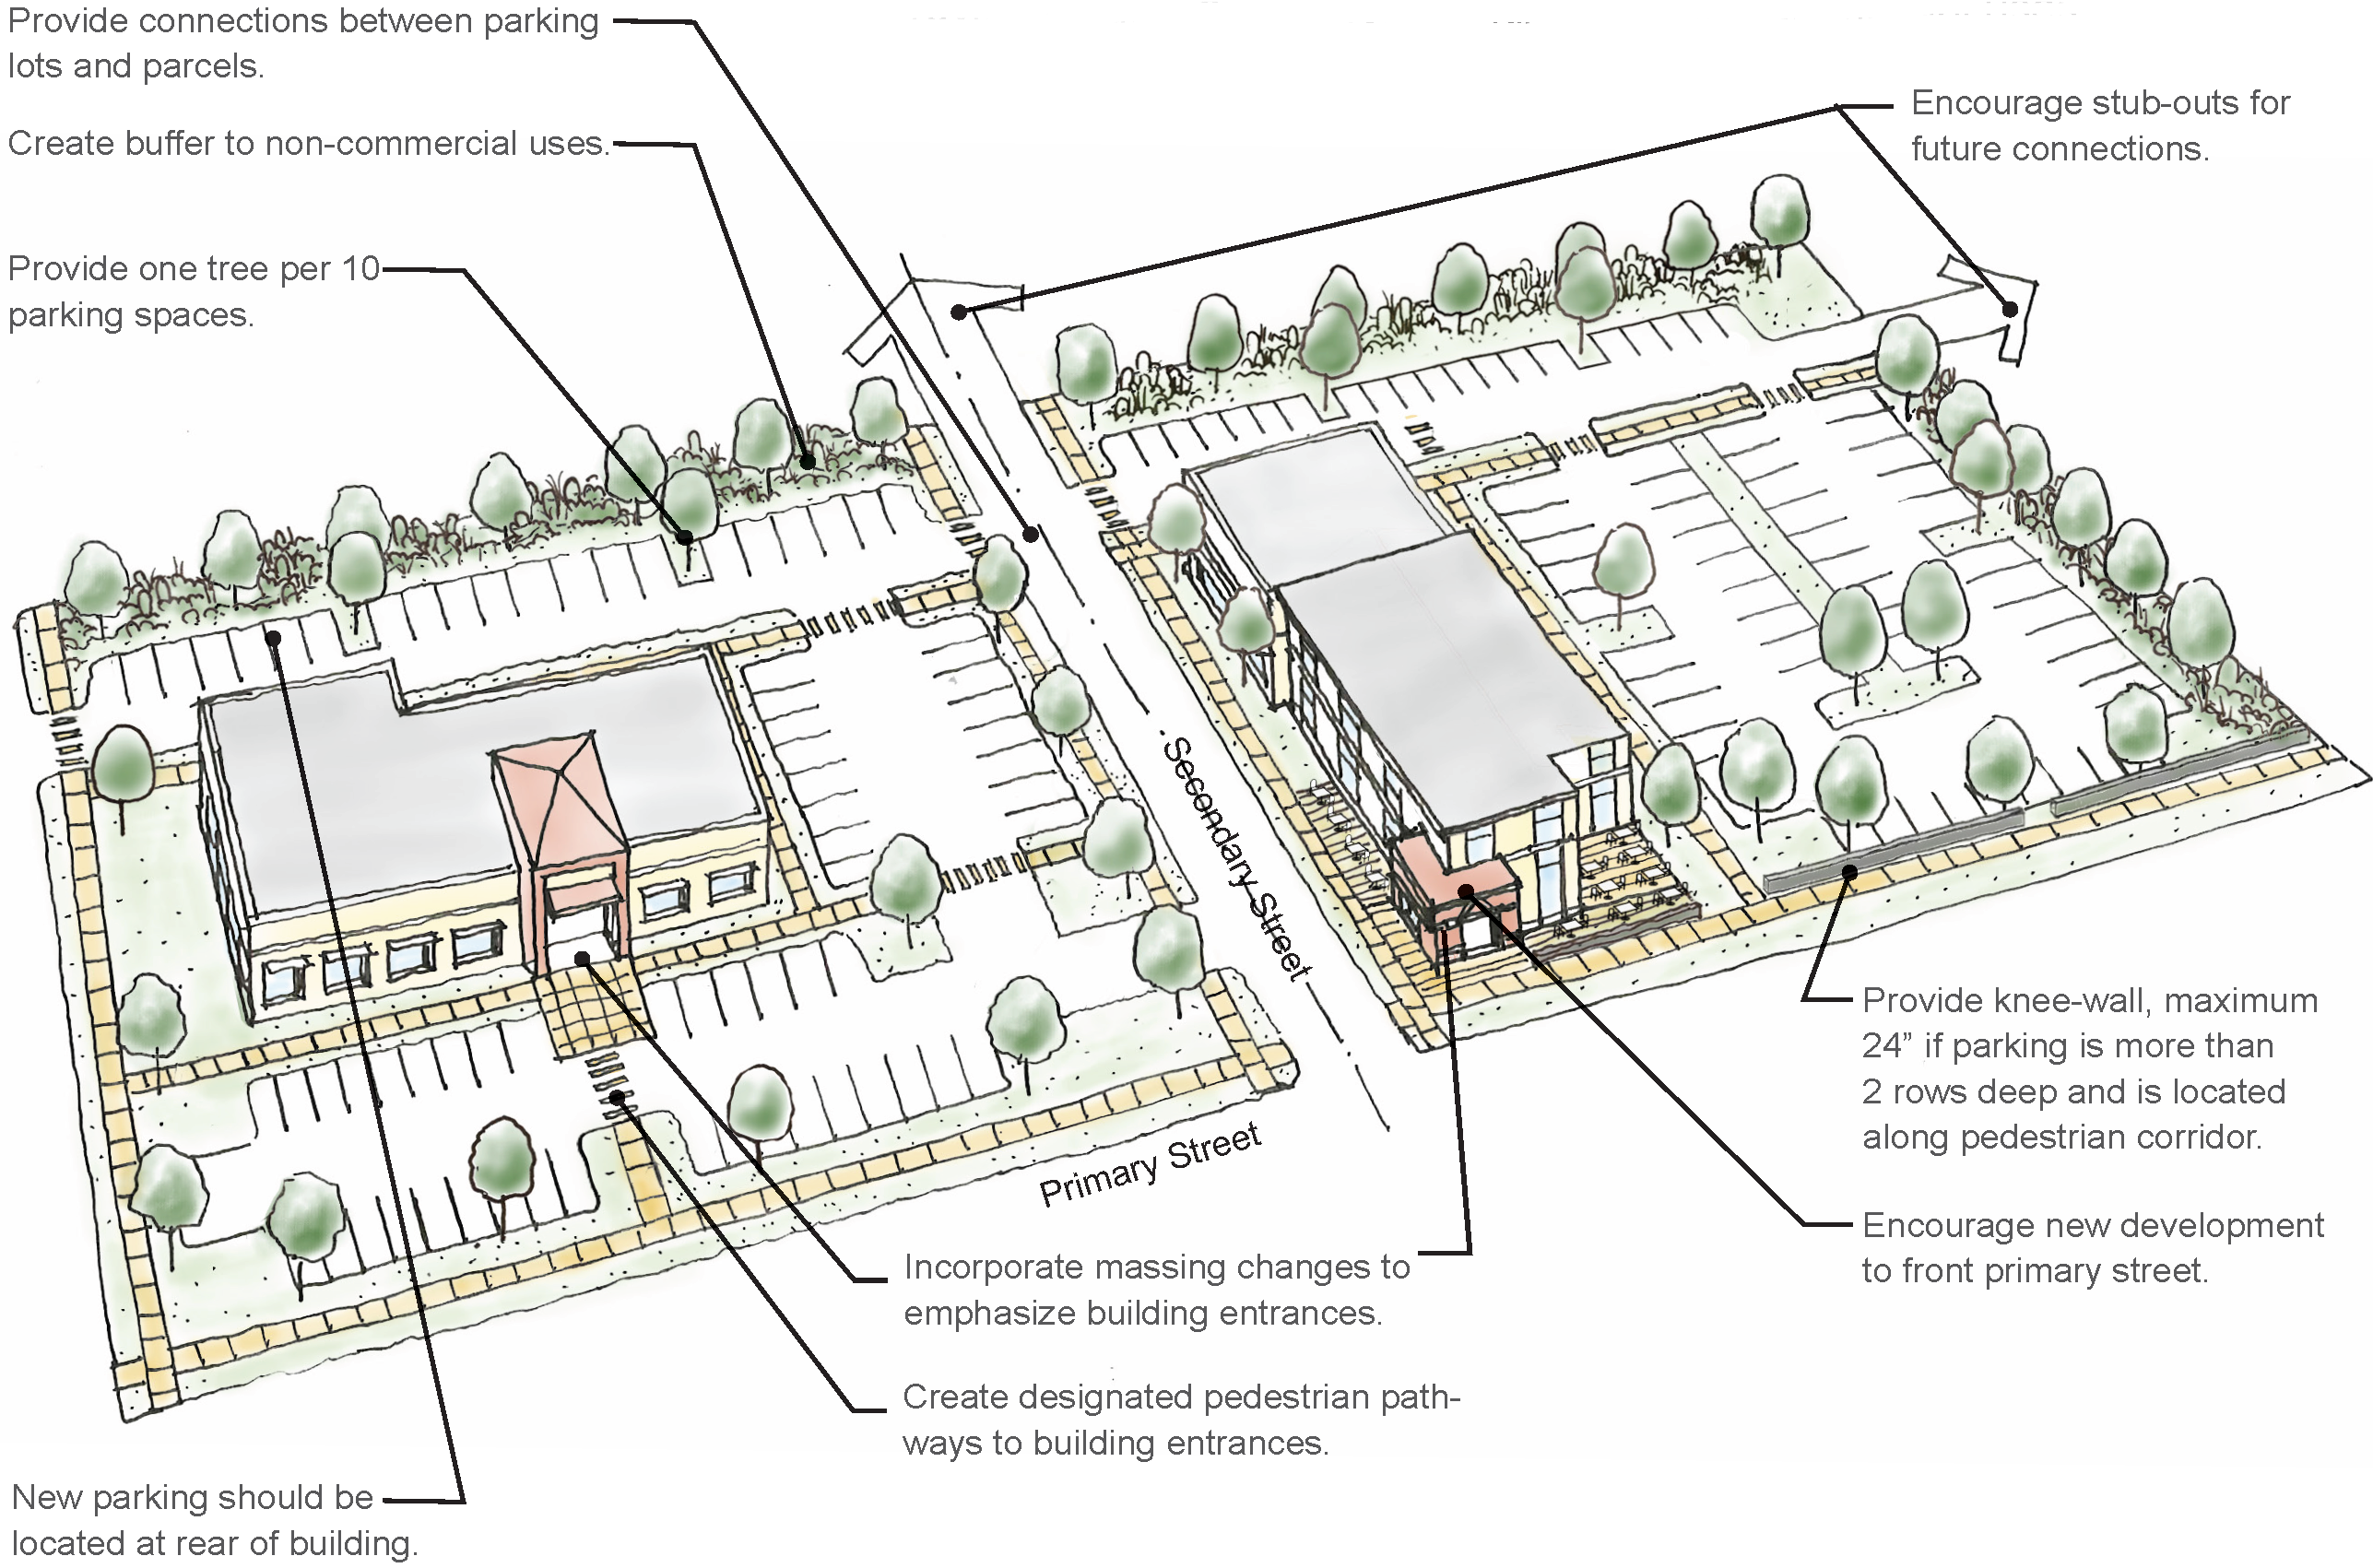 Provide connections between parking
lots and parcels.
Create buffer to non-commercial uses.
Provide one tree per 10
parking spaces.
Encourage stub-outs for
future connections.
Secondary Street
Primary Street
Provide knee-wall, maximum
24” if parking is more than
2 rows deep and is located
along pedestrian corridor.
Encourage new development
to front primary street.
Incorporate massing changes to
emphasize building entrances.
Create designated pedestrian path-
ways to building entrances.
New parking should be
located at rear of building.